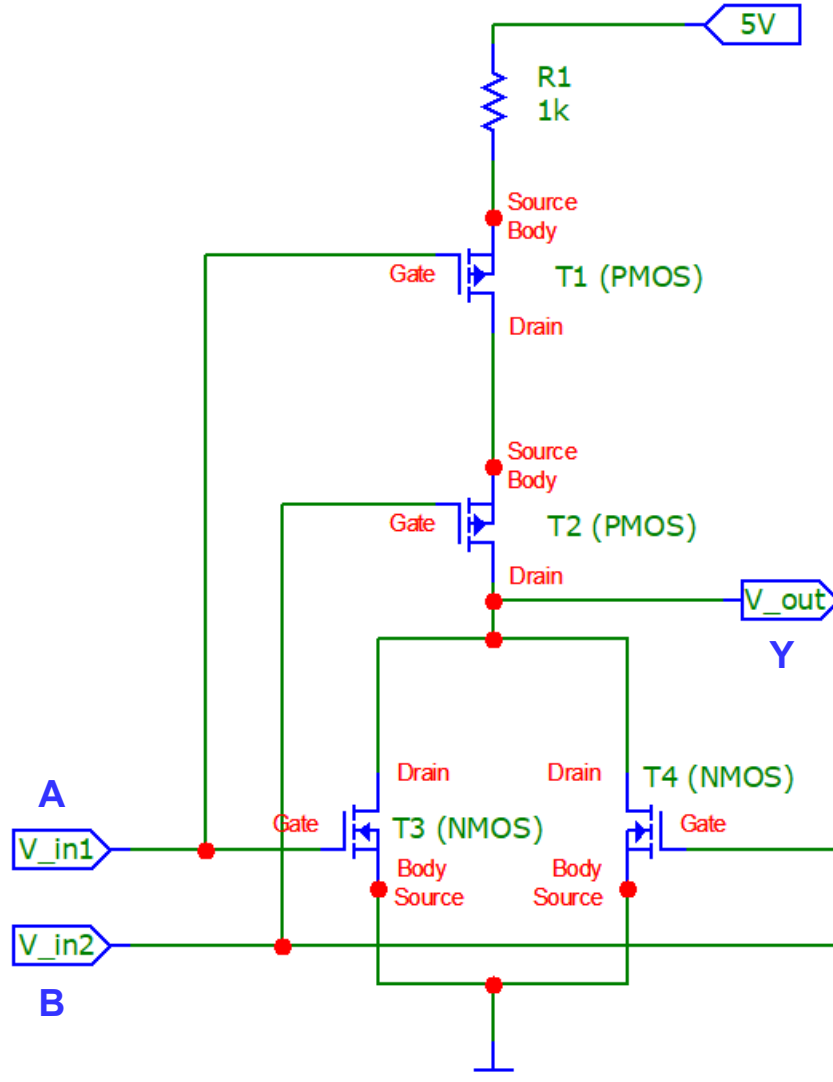 5V
R1
1k
Source
Body
Gate
T1 (PMOS)
Drain
Source
Body
Gate
T2 (PMOS)
Drain
V_out
Y
A
Drain
Drain
T4 (NMOS)
Gate
T3 (NMOS)
Gate
V_in1
Body
Source
Body
Source
V_in2
B